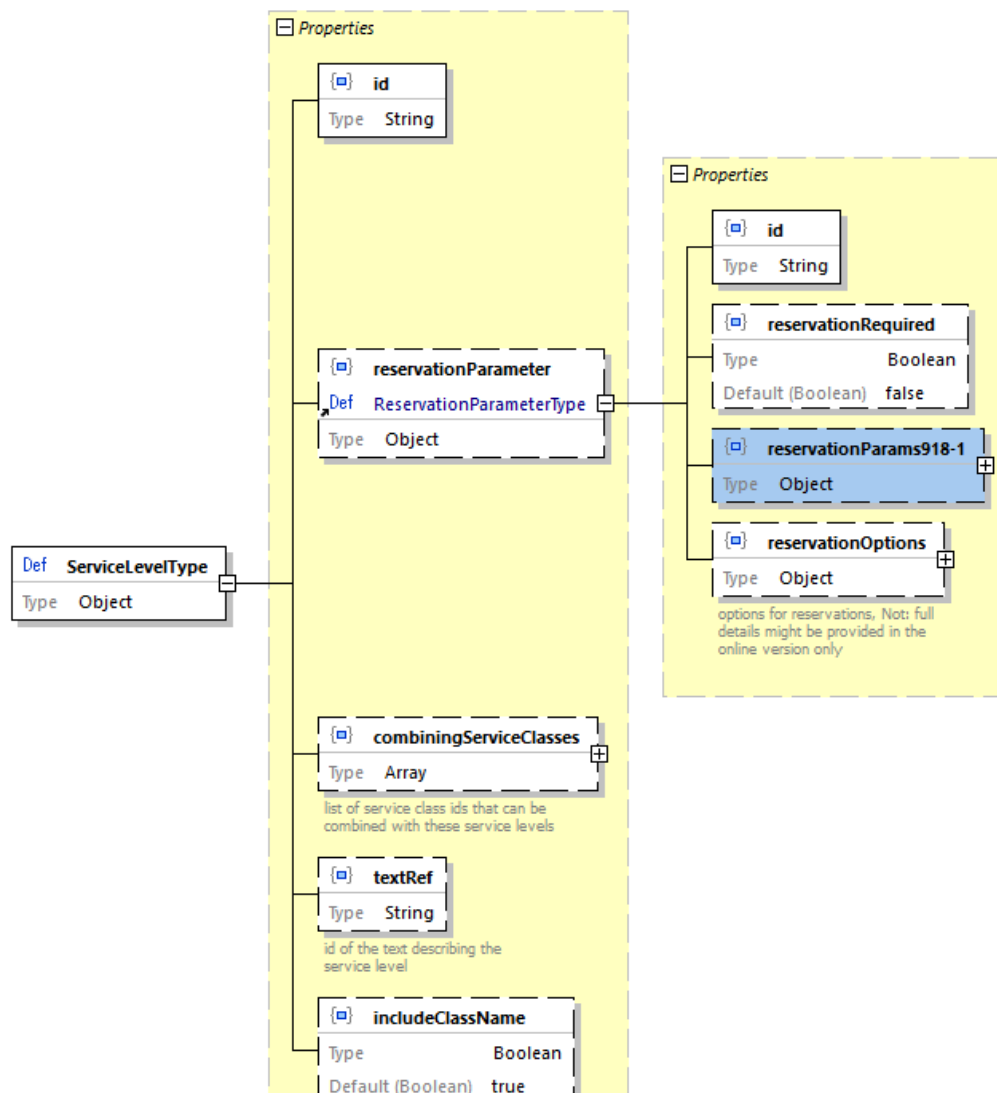 Properties
id
Type String
reservationParameter
Def ReservationParameterType
Type Object
Properties
id
Type String
reservationRequired
Type Boolean
Default (Boolean) false
reservationParams918-1
Type Object
reservationOptions
Type Object
options for reservations, Not: full
details might be provided in the
online version only
Def ServiceLevelType
Type Object
combiningServiceClasses
Type Array
list of service class ids that can be
combined with these service levels
textRef
Type String
id of the text describing the
service level
includeClassName
Type Boolean
Default (Boolean) true